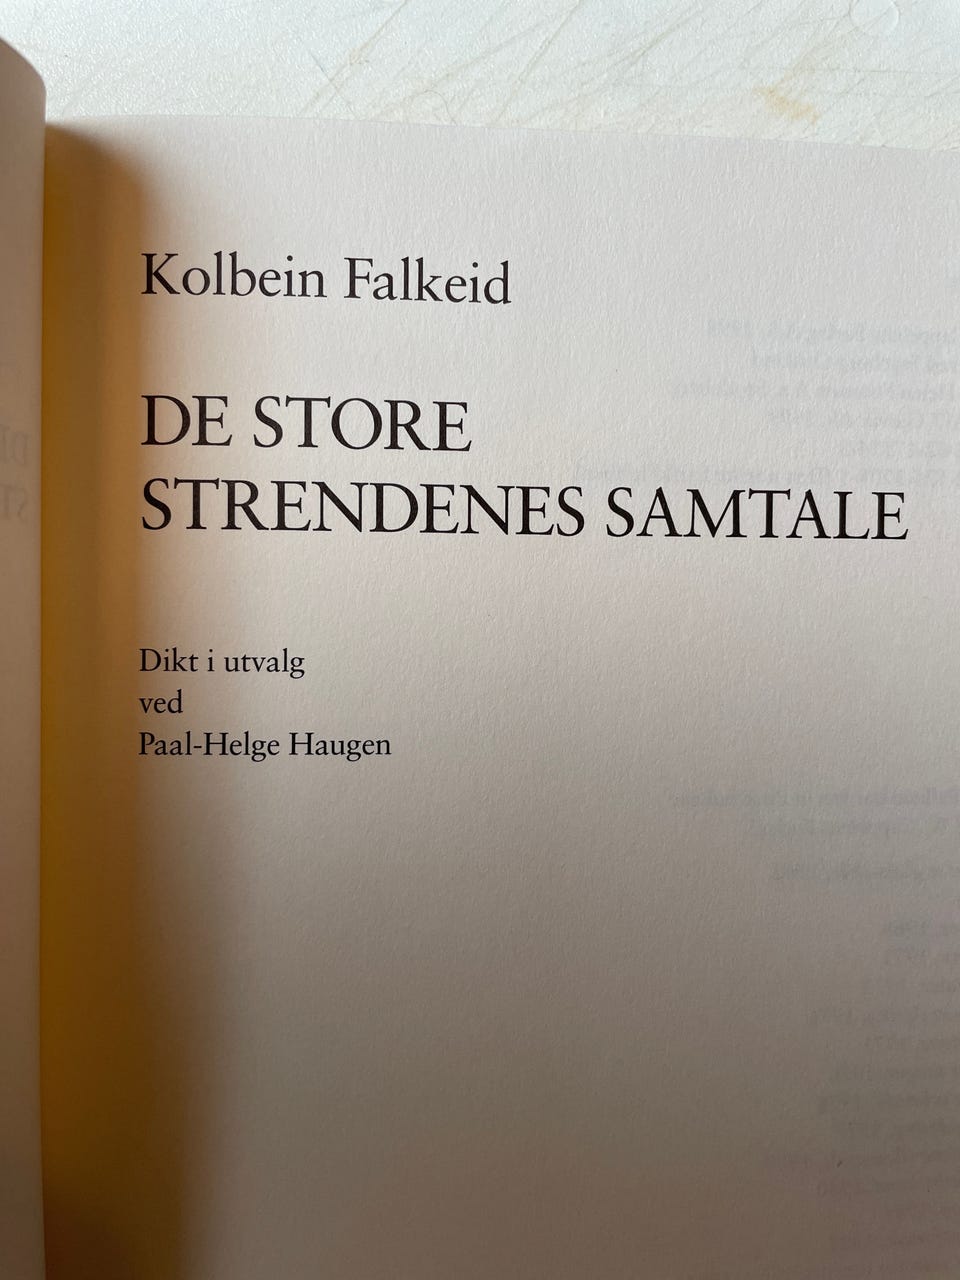 Kolbein Falkeid
DE STORE
STRENDENES SAMTALE
Dikt i utvalg
ved
Paal-Helge Haugen